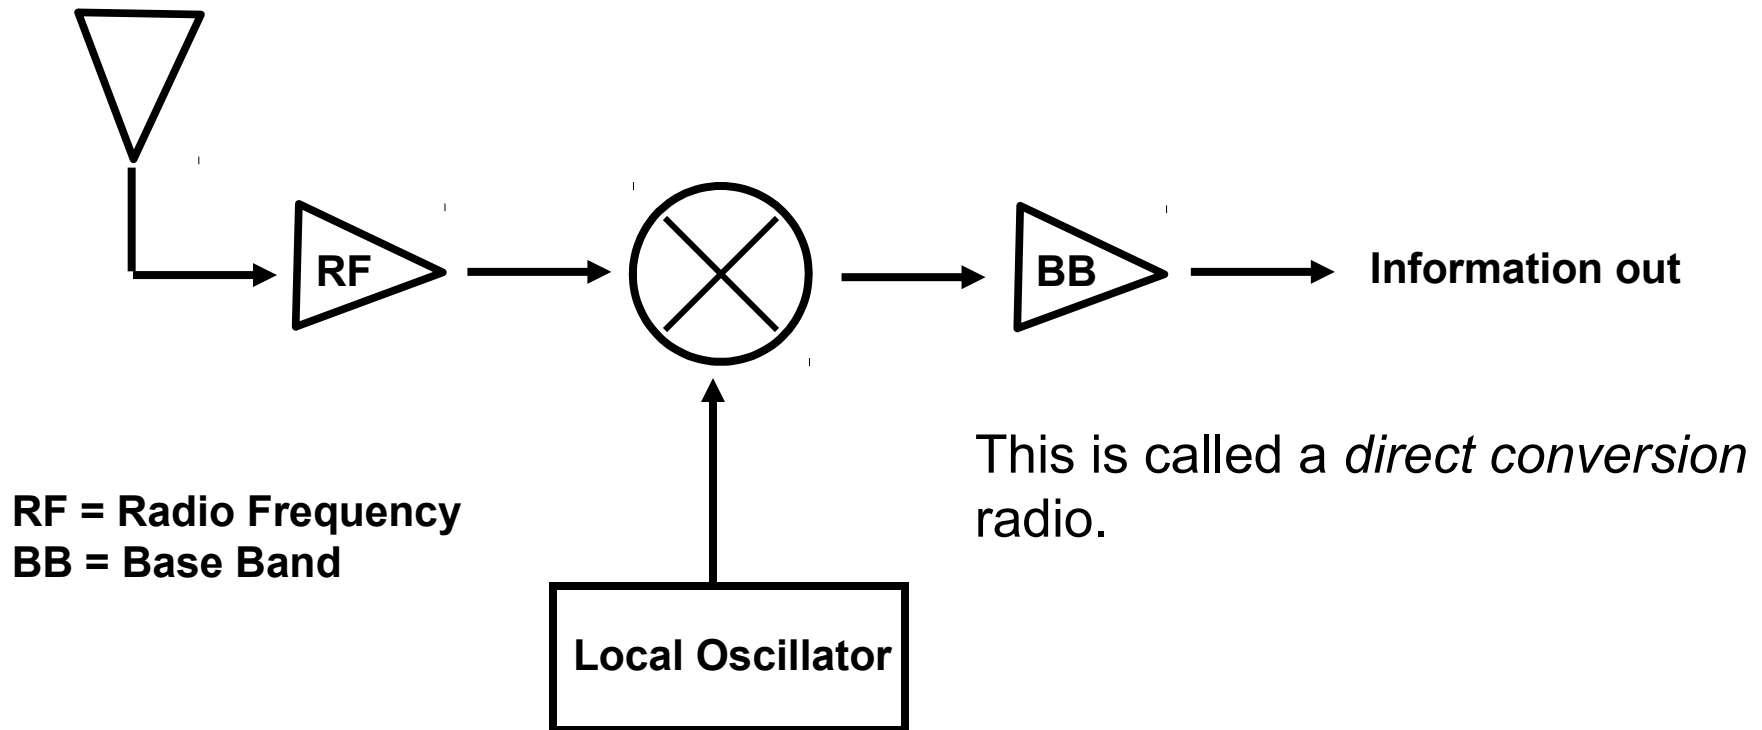 RF
BB
Information out
This is called a direct conversion
radio.
RF = Radio Frequency
BB = Base Band
Local Oscillator